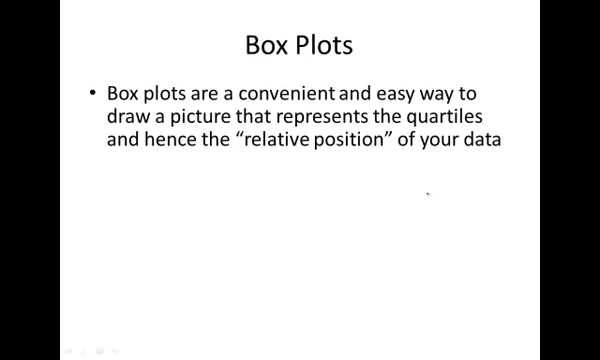 Box Plots
• Box plots are a convenient and easy way to
draw a picture that represents the quartiles
and hence the “relative position” of your data